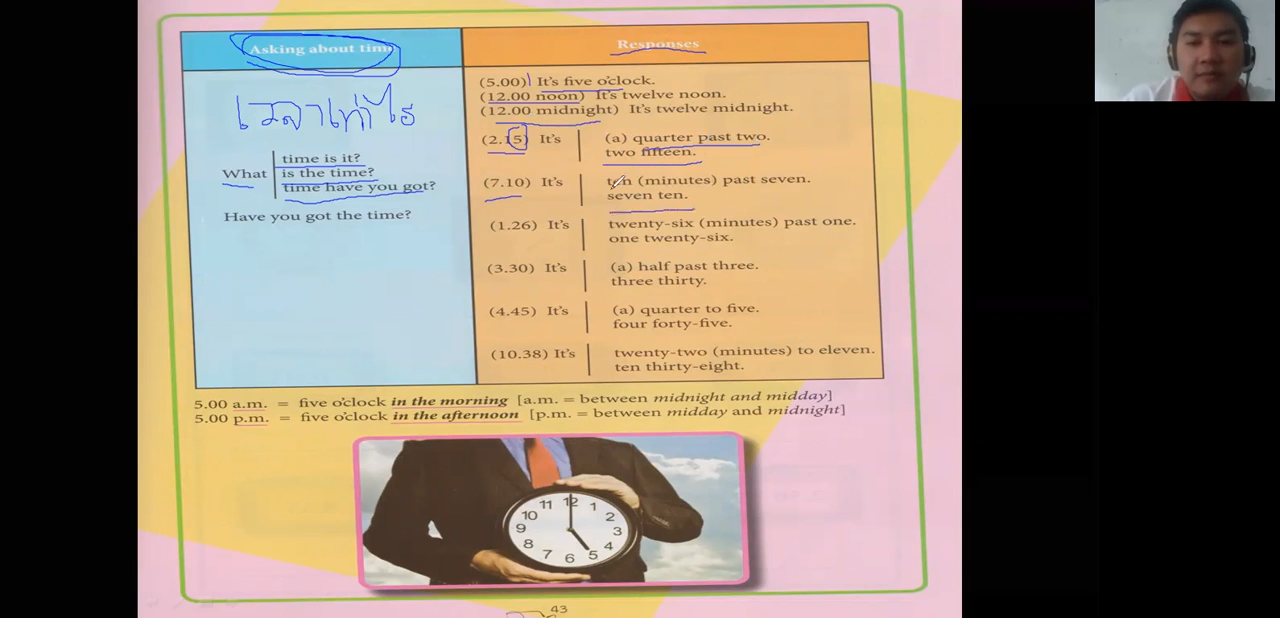 Asking about time
Responses
เวลาเท่าไร
What
time is it?
is the time?
time have you got?
Have you got the time?
(5.00) It's five o'clock.
(12.00 noon) It's twelve noon.
(12.00 midnight) It's twelve midnight.
(2.15) It's
(a) quarter past two.
two fifteen.
(7.10) It's
ten (minutes) past seven.
seven ten.
(1.26) It's
twenty-six (minutes) past one.
one twenty-six.
(3.30) It's
(a) half past three.
three thirty.
(4.45) It's
(a) quarter to five.
four forty-five.
(10.38) It's
twenty-two (minutes) to eleven.
ten thirty-eight.
5.00 a.m. = five o'clock in the morning [a.m. = between midnight and midday]
5.00 p.m. = five o'clock in the afternoon [p.m. = between midday and midnight]
12
1
2
3
4
5
6
7
8
9
10
11
43